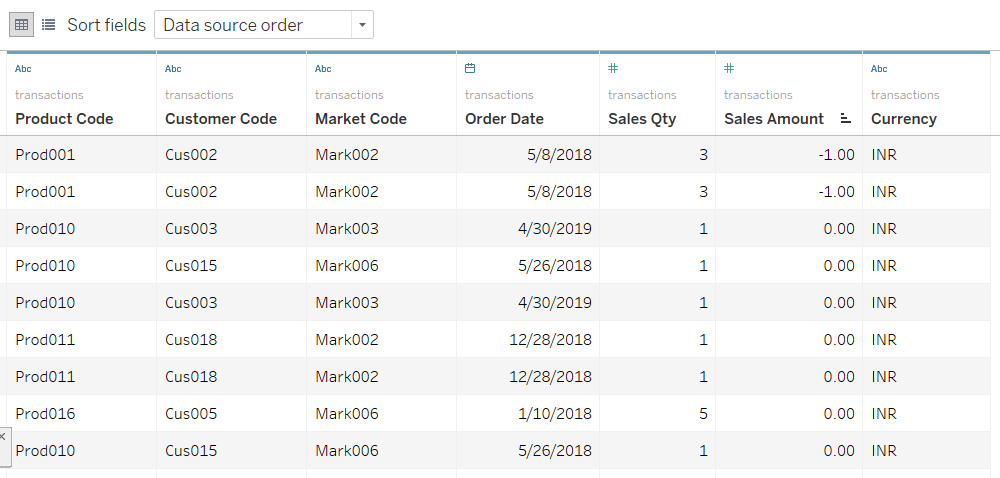 Sort fields Data source order
Abc Abc Abc # # Abc
transactions transactions transactions transactions transactions transactions transactions
Product Code Customer Code Market Code Order Date Sales Qty Sales Amount Currency
Prod001 Cus002 Mark002 5/8/2018 3 -1.00 INR
Prod001 Cus002 Mark002 5/8/2018 3 -1.00 INR
Prod010 Cus003 Mark003 4/30/2019 1 0.00 INR
Prod010 Cus015 Mark006 5/26/2018 1 0.00 INR
Prod010 Cus003 Mark003 4/30/2019 1 0.00 INR
Prod011 Cus018 Mark002 12/28/2018 1 0.00 INR
Prod011 Cus018 Mark002 12/28/2018 1 0.00 INR
Prod016 Cus005 Mark006 1/10/2018 5 0.00 INR
Prod010 Cus015 Mark006 5/26/2018 1 0.00 INR